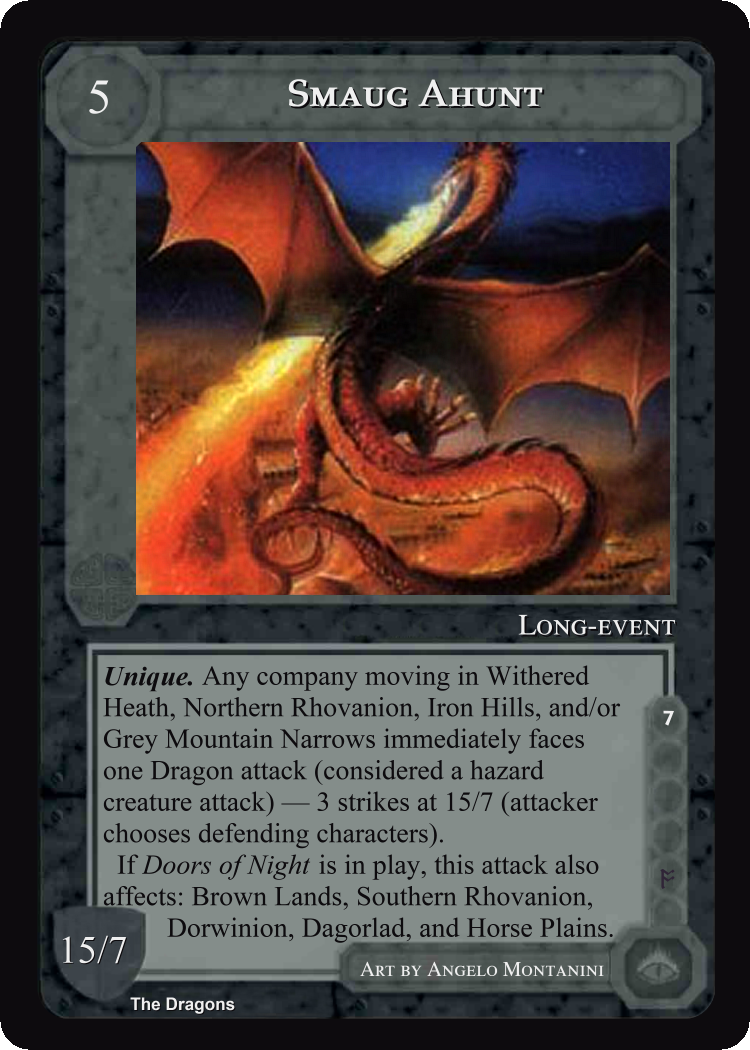 5
Smaug Ahunt
Long-event
Unique. Any company moving in Withered
Heath, Northern Rhovanion, Iron Hills, and/or
Grey Mountain Narrows immediately faces
one Dragon attack (considered a hazard
creature attack) — 3 strikes at 15/7 (attacker
chooses defending characters).
If Doors of Night is in play, this attack also
affects: Brown Lands, Southern Rhovanion,
Dorwinion, Dagorlad, and Horse Plains.
7
15/7
Art by Angelo Montanini
The Dragons